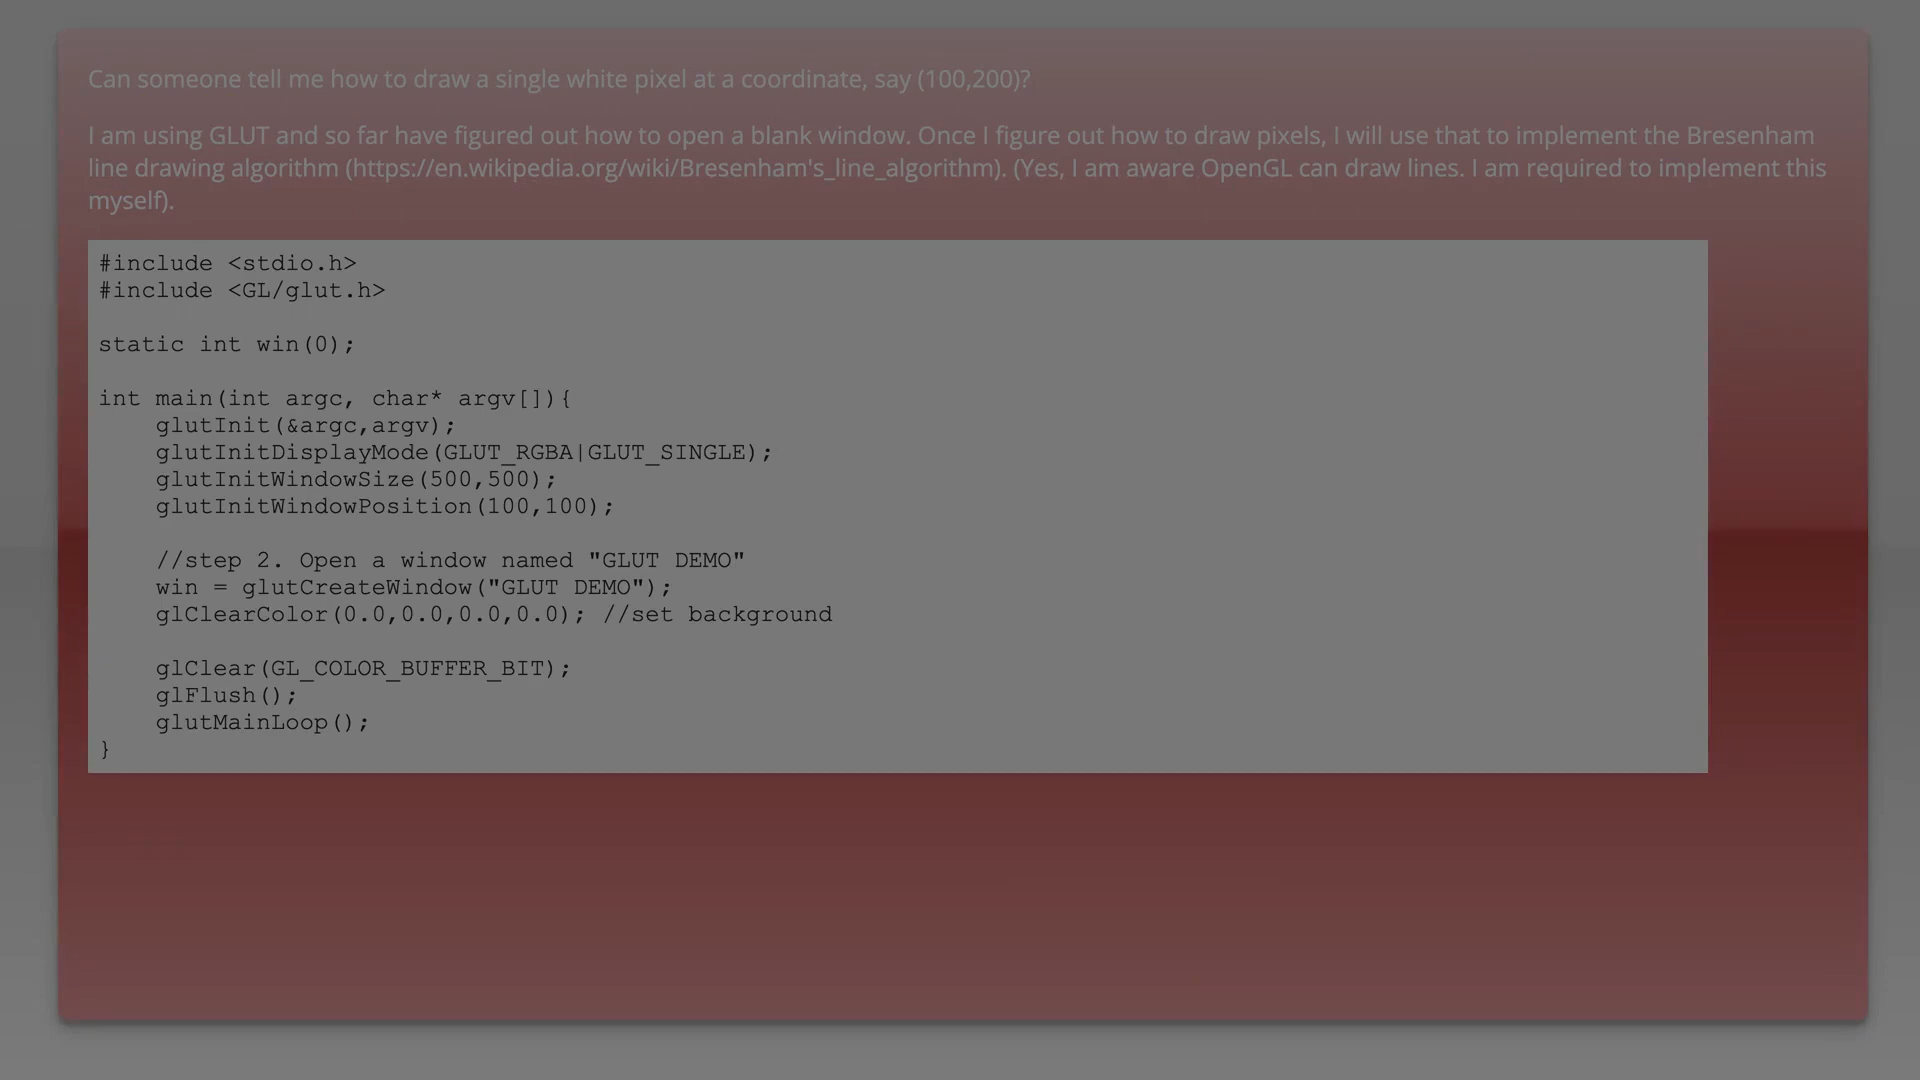 Can someone tell me how to draw a single white pixel at a coordinate, say (100,200)?
I am using GLUT and so far have figured out how to open a blank window. Once I figure out how to draw pixels, I will use that to implement the Bresenham
line drawing algorithm (https://en.wikipedia.org/wiki/Bresenham's_line_algorithm). (Yes, I am aware OpenGL can draw lines. I am required to implement this
myself).
#include <stdio.h>
#include <GL/glut.h>
static int win(0);
int main(int argc, char* argv[]){
glutInit(&argc,argv);
glutInitDisplayMode(GLUT_RGBA|GLUT_SINGLE);
glutInitWindowSize(500,500);
glutInitWindowPosition(100,100);
//step 2. Open a window named "GLUT DEMO"
win = glutCreateWindow("GLUT DEMO");
glClearColor(0.0,0.0,0.0,0.0); //set background
glClear(GL_COLOR_BUFFER_BIT);
glFlush();
glutMainLoop();
}